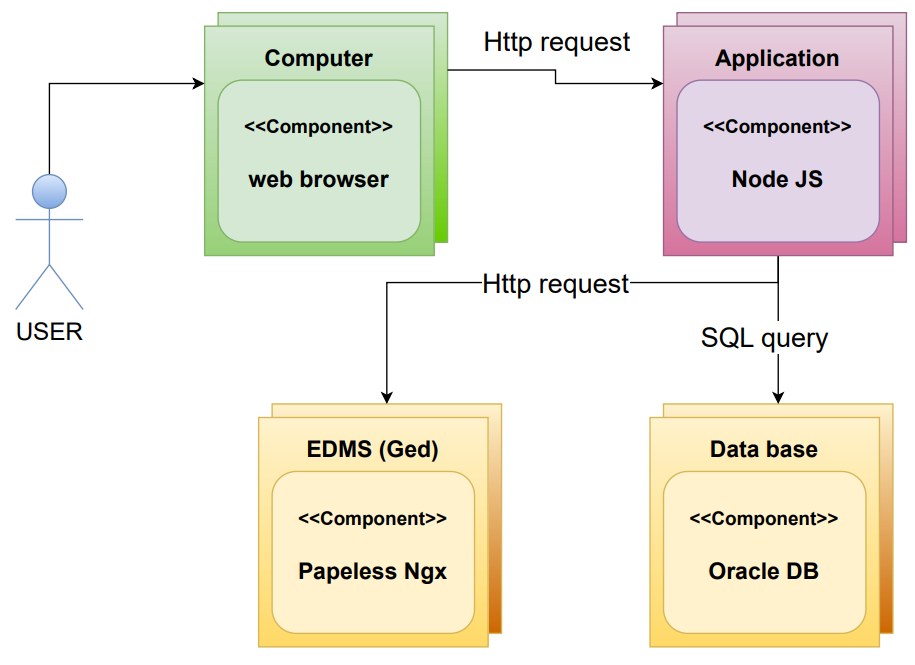 Http request
Computer
<<Component>>
web browser
Application
<<Component>>
Node JS
USER
Http request
SQL query
EDMS (Ged)
<<Component>>
Papeless Ngx
Data base
<<Component>>
Oracle DB